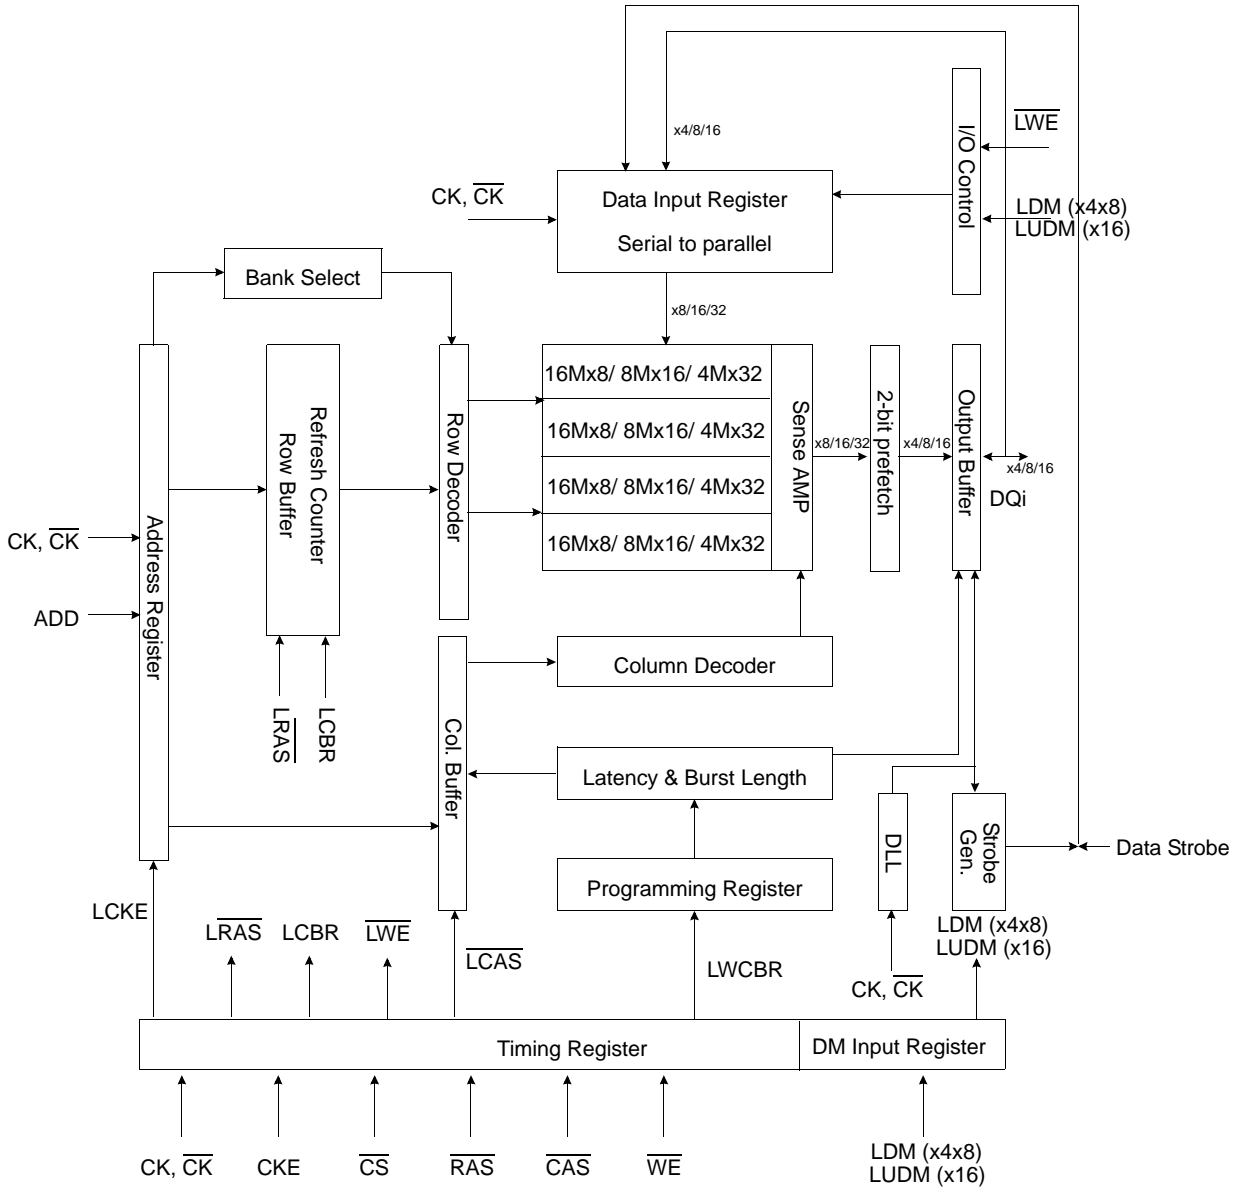 x4/8/16
I/O Control
LWE
CK, CK
Data Input Register
Serial to parallel
LDM (x4x8)
LUDM (x16)
Bank Select
x8/16/32
Address Register
Refresh Counter
Row Buffer
Row Decoder
16Mx8/ 8Mx16/ 4Mx32
16Mx8/ 8Mx16/ 4Mx32
16Mx8/ 8Mx16/ 4Mx32
16Mx8/ 8Mx16/ 4Mx32
Sense AMP
x8/16/32
2-bit prefetch
x4/8/16
Output Buffer
x4/8/16
DQi
CK, CK
ADD
LRAS
LCBR
Col. Buffer
Column Decoder
Latency & Burst Length
Programming Register
DLL
Strobe
Gen.
Data Strobe
LCKE
LRAS
LCBR
LWE
LCAS
LWCBR
CK, CK
LDM (x4x8)
LUDM (x16)
Timing Register
DM Input Register
CK, CK
CKE
CS
RAS
CAS
WE
LDM (x4x8)
LUDM (x16)